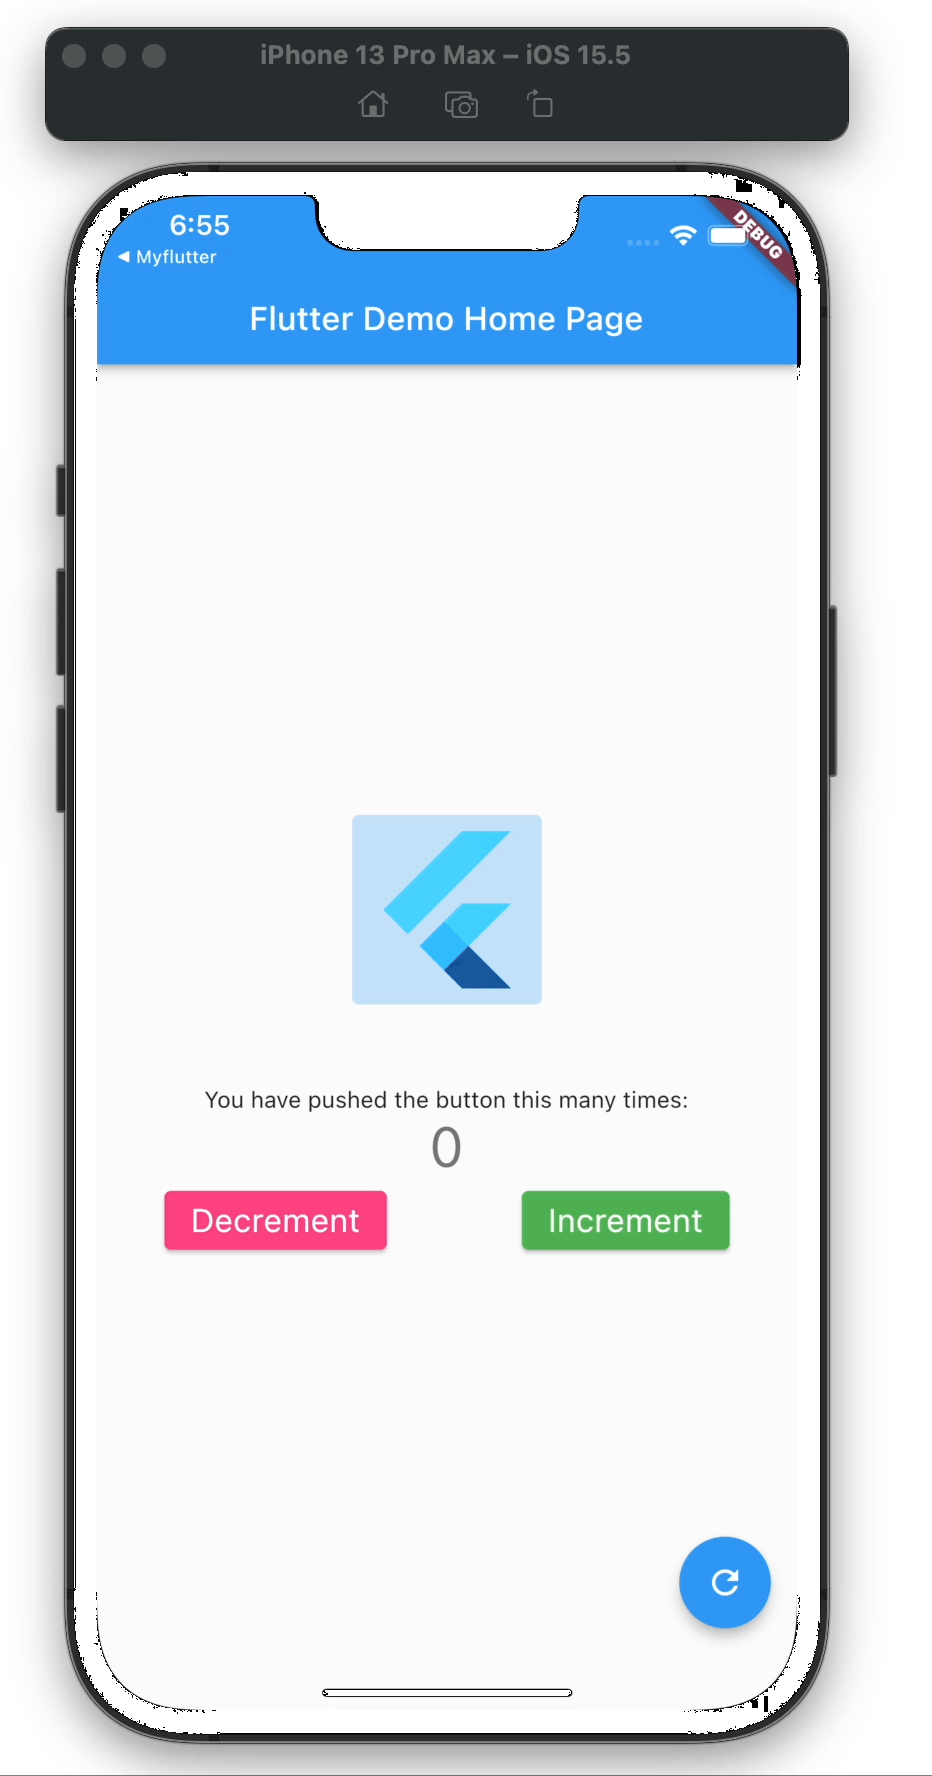 iPhone 13 Pro Max – iOS 15.5
6:55
◀ Myflutter
DEBUG
Flutter Demo Home Page
You have pushed the button this many times:
0
Decrement
Increment